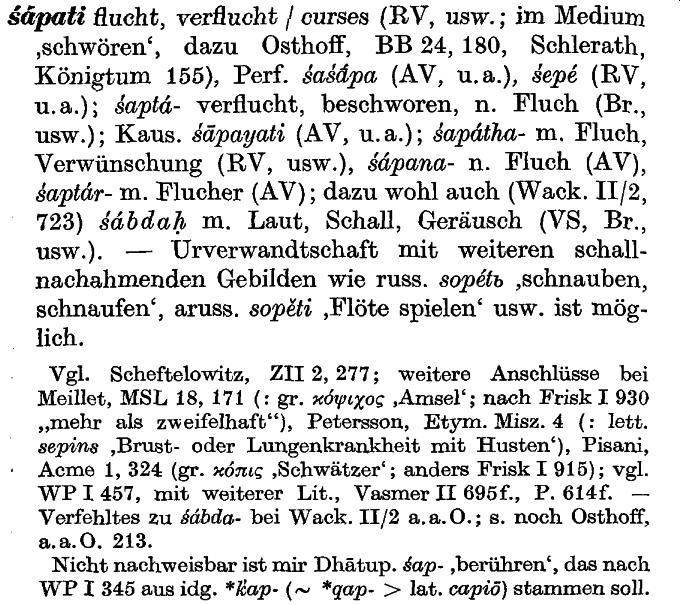 śápati flucht, verflucht / curses (RV, usw.; im Medium
‚schwören‘, dazu Osthoff, BB 24, 180, Schlerath,
Königtum 155), Perf. śaśā́pa (AV, u. a.), śepé (RV,
u. a.); śaptá- verflucht, beschworen, n. Fluch (Br.,
usw.); Kaus. śāpayati (AV, u. a.); śapátha- m. Fluch,
Verwünschung (RV, usw.), śápana- n. Fluch (AV),
śaptár- m. Flucher (AV); dazu wohl auch (Wack. II/2,
723) śábdaḥ m. Laut, Schall, Geräusch (VS, Br.,
usw.). — Urverwandtschaft mit weiteren schall-
nachahmenden Gebilden wie russ. sopétь ‚schnauben,
schnaufen‘, aruss. sopěti ‚Flöte spielen‘ usw. ist mög-
lich.
Vgl. Scheftelowitz, ZII 2, 277; weitere Anschlüsse bei
Meillet, MSL 18, 171 (: gr. κόψιχος ‚Amsel‘; nach Frisk I 930
„mehr als zweifelhaft“), Petersson, Etym. Misz. 4 (: lett.
sepins ‚Brust- oder Lungenkrankheit mit Husten‘), Pisani,
Acme 1, 324 (gr. κόπις ‚Schwätzer‘; anders Frisk I 915); vgl.
WP I 457, mit weiterer Lit., Vasmer II 695f., P. 614f. —
Verfehltes zu śábda- bei Wack. II/2 a. a. O.; s. noch Osthoff,
a. a. O. 213.
Nicht nachweisbar ist mir Dhātup. śap- ‚berühren‘, das nach
WP I 345 aus idg. *k̑ap- (~ *qap- > lat. capiō) stammen soll.